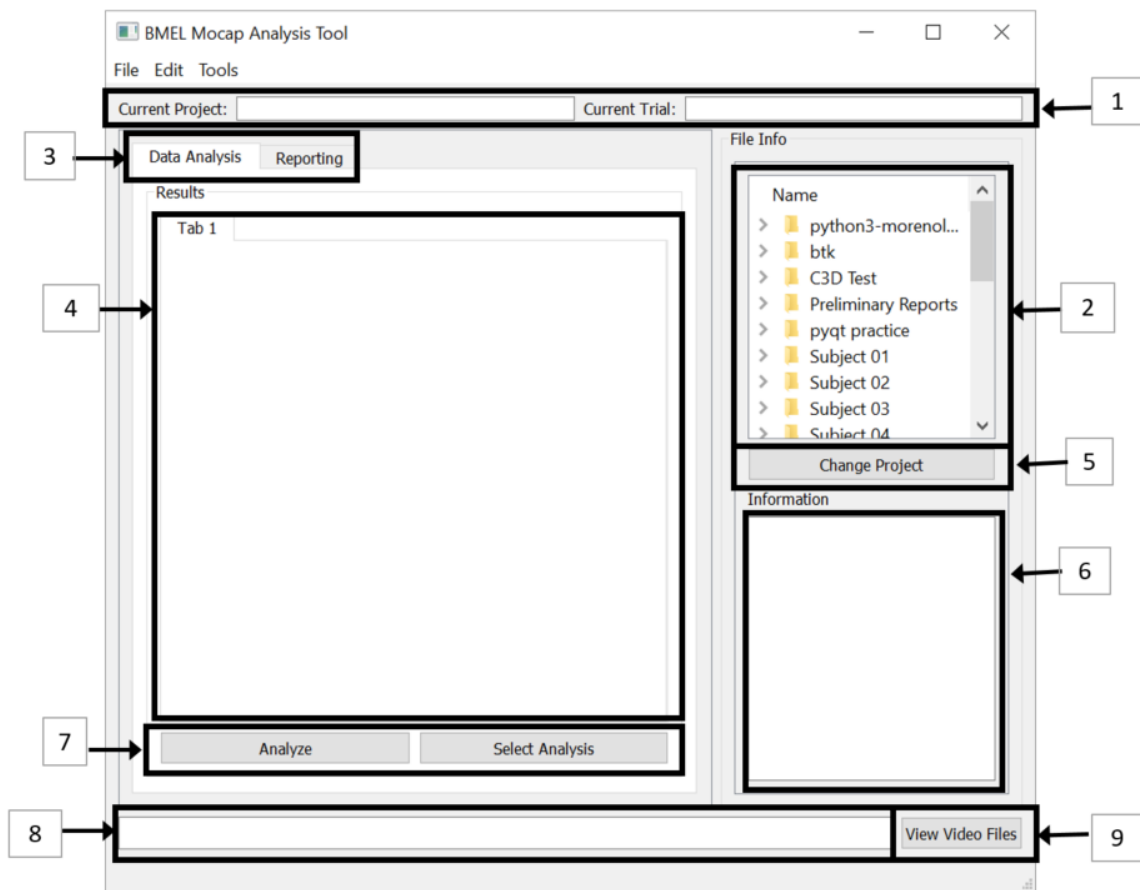 BMEL Mocap Analysis Tool
File Edit Tools
Current Project: Current Trial:
1
3
Data Analysis Reporting
File Info
Results
Tab 1
Name
python3-morenol...
btk
C3D Test
Preliminary Reports
pyqt practice
Subject 01
Subject 02
Subject 03
Subject 04
4
2
Change Project
5
Information
6
7
Analyze Select Analysis
8
View Video Files
9